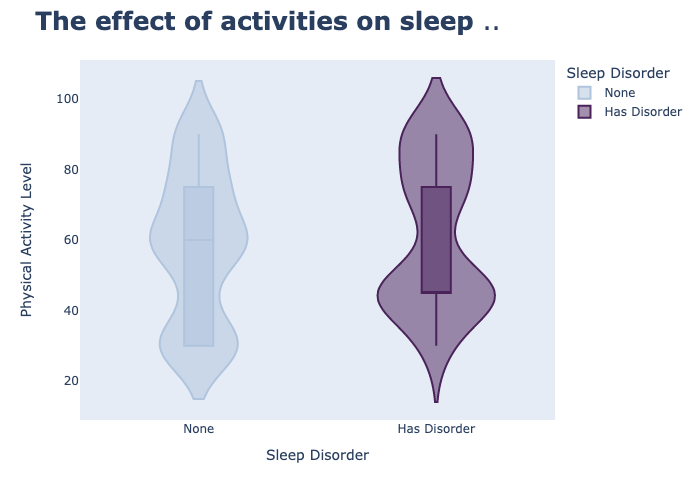 The effect of activities on sleep ..
Sleep Disorder
None
Has Disorder
Physical Activity Level
100
80
60
40
20
None
Has Disorder
Sleep Disorder